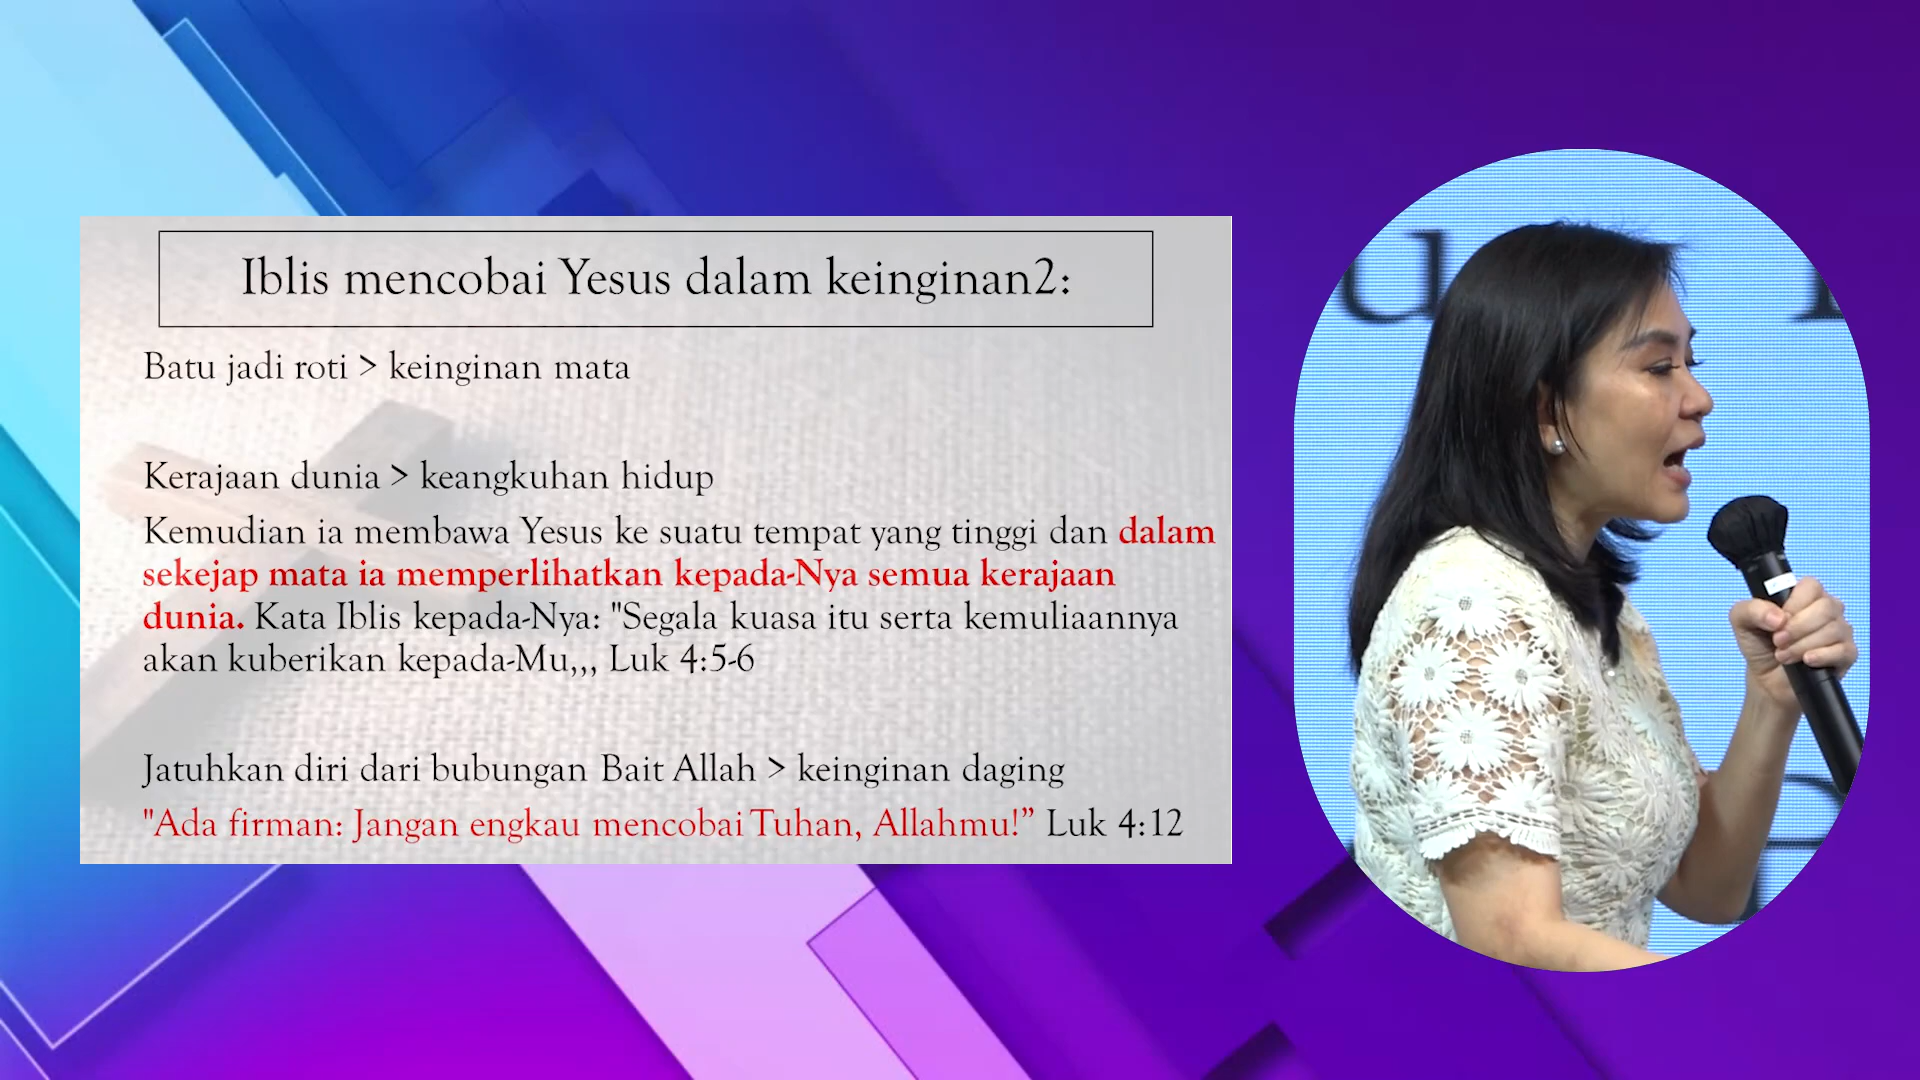 Iblis mencobai Yesus dalam keinginan2:
Batu jadi roti > keinginan mata
Kerajaan dunia > keangkuhan hidup
Kemudian ia membawa Yesus ke suatu tempat yang tinggi dan dalam
sekejap mata ia memperlihatkan kepada-Nya semua kerajaan
dunia. Kata Iblis kepada-Nya: "Segala kuasa itu serta kemuliaannya
akan kuberikan kepada-Mu,,, Luk 4:5-6
Jatuhkan diri dari bubungan Bait Allah > keinginan daging
"Ada firman: Jangan engkau mencobai Tuhan, Allahmu!” Luk 4:12